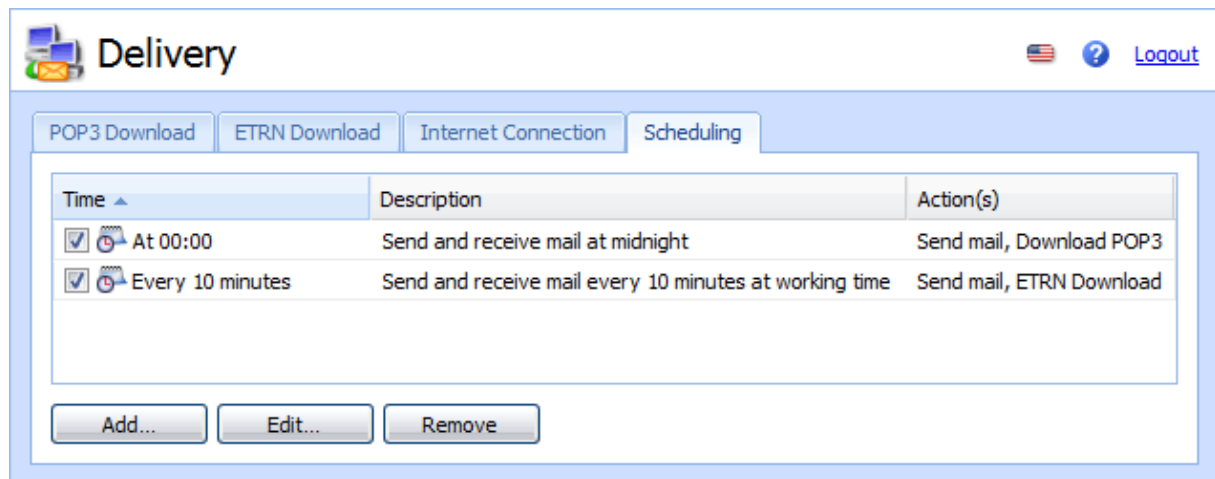 Delivery
? Logout
POP3 Download ETRN Download Internet Connection Scheduling
Time Description Action(s)
At 00:00 Send and receive mail at midnight Send mail, Download POP3
Every 10 minutes Send and receive mail every 10 minutes at working time Send mail, ETRN Download
Add... Edit... Remove